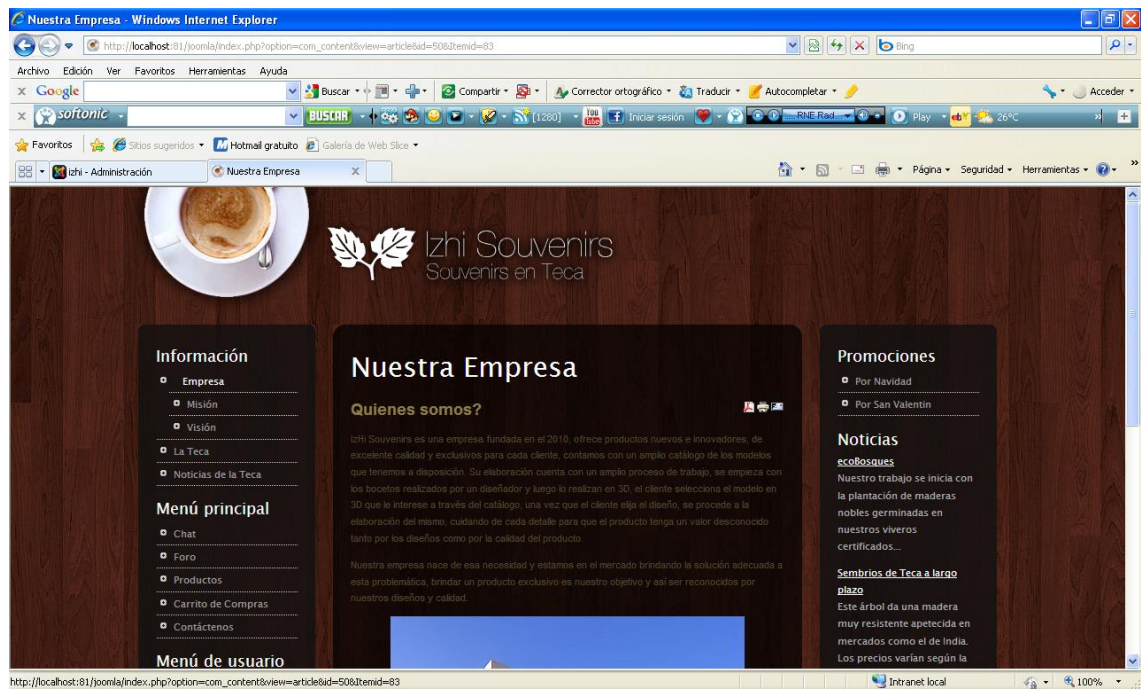 Nuestra Empresa - Windows Internet Explorer
http://localhost:81/joomla/index.php?option=com_content&view=article&id=50&Itemid=83
Bing
Archivo Edición Ver Favoritos Herramientas Ayuda
x Google Buscar Compartir Corrector ortográfico Traducir Autocompletar Acceder
x softonic BUSCAR [1280] You Tube Iniciar sesión RNE Rad... Play ebY 26°C
Favoritos Sitios sugeridos Hotmail gratuito Galería de Web Slice
izhi - Administración Nuestra Empresa X Página Seguridad Herramientas
Izhi Souvenirs
Souvenirs en Teca
Información
Empresa
Misión
Visión
La Teca
Noticias de la Teca
Menú principal
Chat
Foro
Productos
Carrito de Compras
Contáctenos
Menú de usuario
Nuestra Empresa
Quienes somos?
IzHi Souvenirs es una empresa fundada en el 2010, ofrece productos nuevos e innovadores, de
excelente calidad y exclusivos para cada cliente, contamos con un amplio catálogo de los modelos
que tenemos a disposición. Su elaboración cuenta con un amplio proceso de trabajo, se empieza con
los bocetos realizados por un diseñador y luego lo realizan en 3D, el cliente selecciona el modelo en
3D que le interese a través del catálogo, una vez que el cliente elija el diseño, se procede a la
elaboración del mismo, cuidando de cada detalle para que el producto tenga un valor desconocido
tanto por los diseños como por la calidad del producto.
Nuestra empresa nace de esa necesidad y estamos en el mercado brindando la solución adecuada a
esta problemática, brindar un producto exclusivo es nuestro objetivo y así ser reconocidos por
nuestros diseños y calidad.
Promociones
Por Navidad
Por San Valentin
Noticias
ecoBosques
Nuestro trabajo se inicia con
la plantación de maderas
nobles germinadas en
nuestros viveros
certificados...
Sembrios de Teca a largo
plazo
Este árbol da una madera
muy resistente apetecida en
mercados como el de India.
Los precios varían según la
http://localhost:81/joomla/index.php?option=com_content&view=article&id=50&Itemid=83 Intranet local 100%